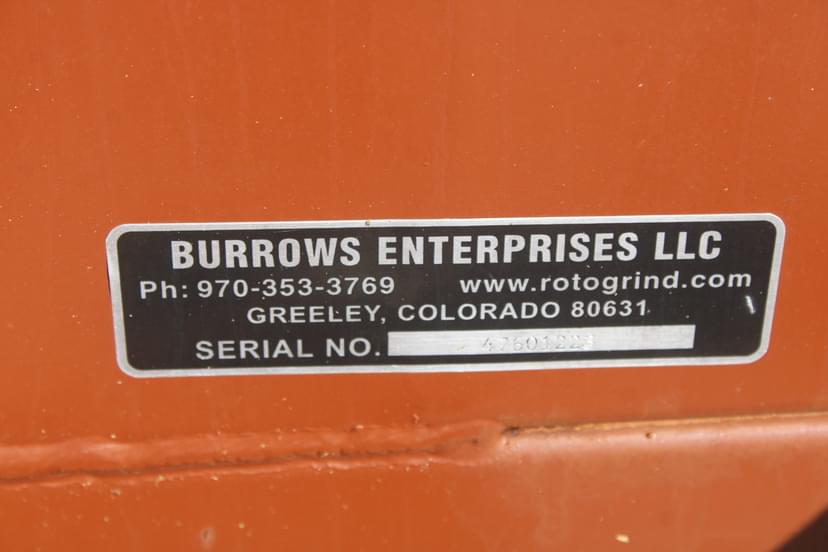 BURROWS ENTERPRISES LLC
Ph: 970-353-3769 www.rotogrind.com
GREELEY, COLORADO 80631
SERIAL NO.